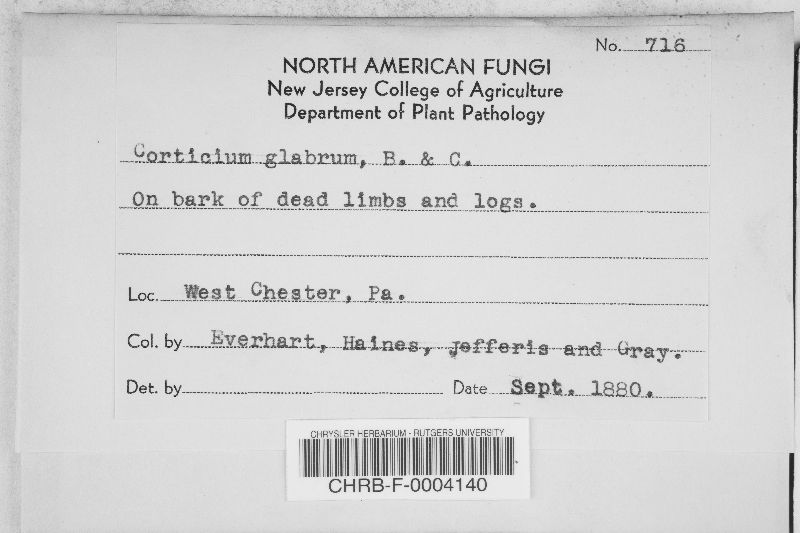 No. 716
NORTH AMERICAN FUNGI
New Jersey College of Agriculture
Department of Plant Pathology
Corticium glabrum, B. & C.
On bark of dead limbs and logs.
Loc. West Chester, Pa.
Col. by Everhart, Haines, Jefferis and Gray.
Det. by Date Sept. 1880.
CHRYSLER HERBARIUM - RUTGERS UNIVERSITY
CHRB-F-0004140